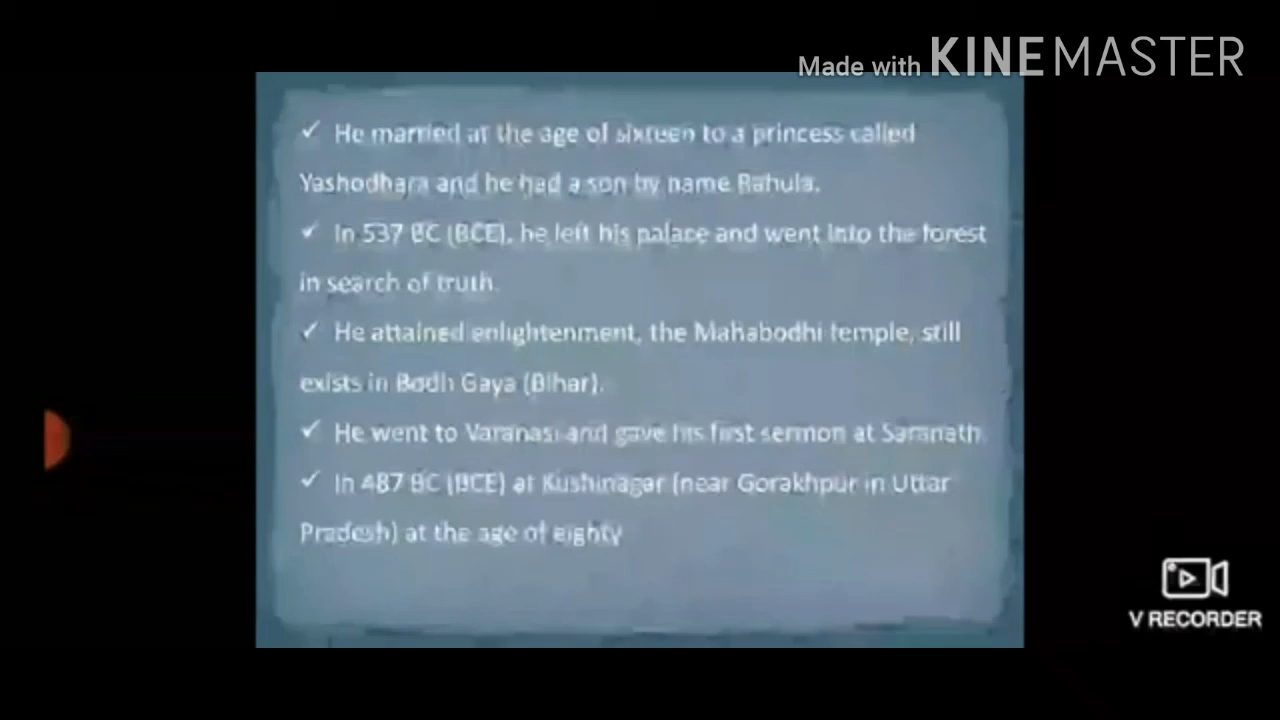 Made with KINEMASTER
✓ He married at the age of sixteen to a princess called
Yashodhara and he had a son by name Rahula.
✓ In 537 BC (BCE), he left his palace and went into the forest
in search of truth.
✓ He attained enlightenment, the Mahabodhi temple, still
exists in Bodh Gaya (Bihar).
✓ He went to Varanasi and gave his first sermon at Saranath.
✓ In 487 BC (BCE) at Kushinagar (near Gorakhpur in Uttar
Pradesh) at the age of eighty
V RECORDER